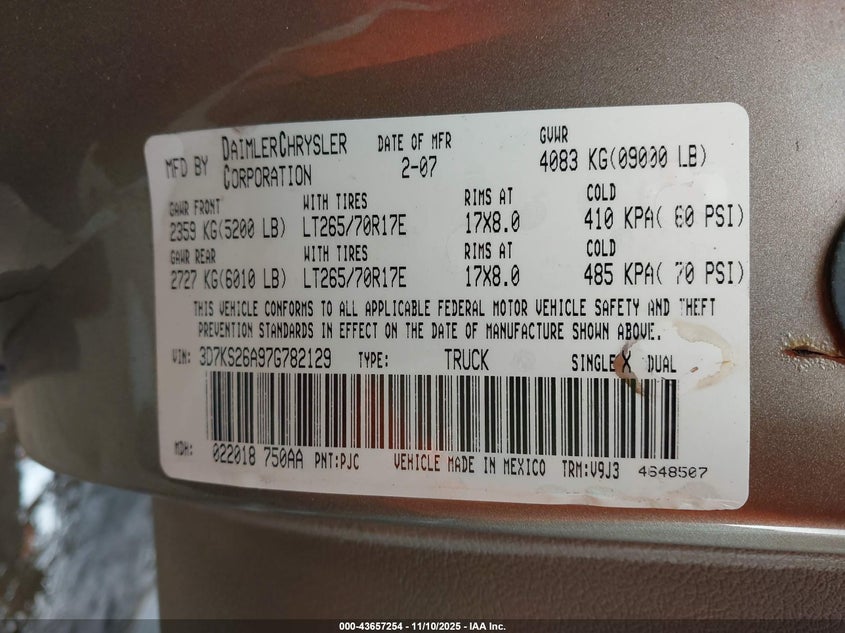 MFD BY DAIMLERCHRYSLER CORPORATION DATE OF MFR 2-07 GVWR 4083 KG(09000 LB)
GAWR FRONT WITH TIRES RIMS AT COLD
2359 KG(5200 LB) LT265/70R17E 17X8.0 410 KPA( 60 PSI)
GAWR REAR WITH TIRES RIMS AT COLD
2727 KG(6010 LB) LT265/70R17E 17X8.0 485 KPA( 70 PSI)
THIS VEHICLE CONFORMS TO ALL APPLICABLE FEDERAL MOTOR VEHICLE SAFETY AND THEFT
PREVENTION STANDARDS IN EFFECT ON THE DATE OF MANUFACTURE SHOWN ABOVE.
VIN: 3D7KS26A97G782129 TYPE: TRUCK SINGLE X DUAL
MDH: 022018 750AA PNT:PJC VEHICLE MADE IN MEXICO TRM:V9J3 4648507
000-43657254 - 11/10/2025 - IAA Inc.